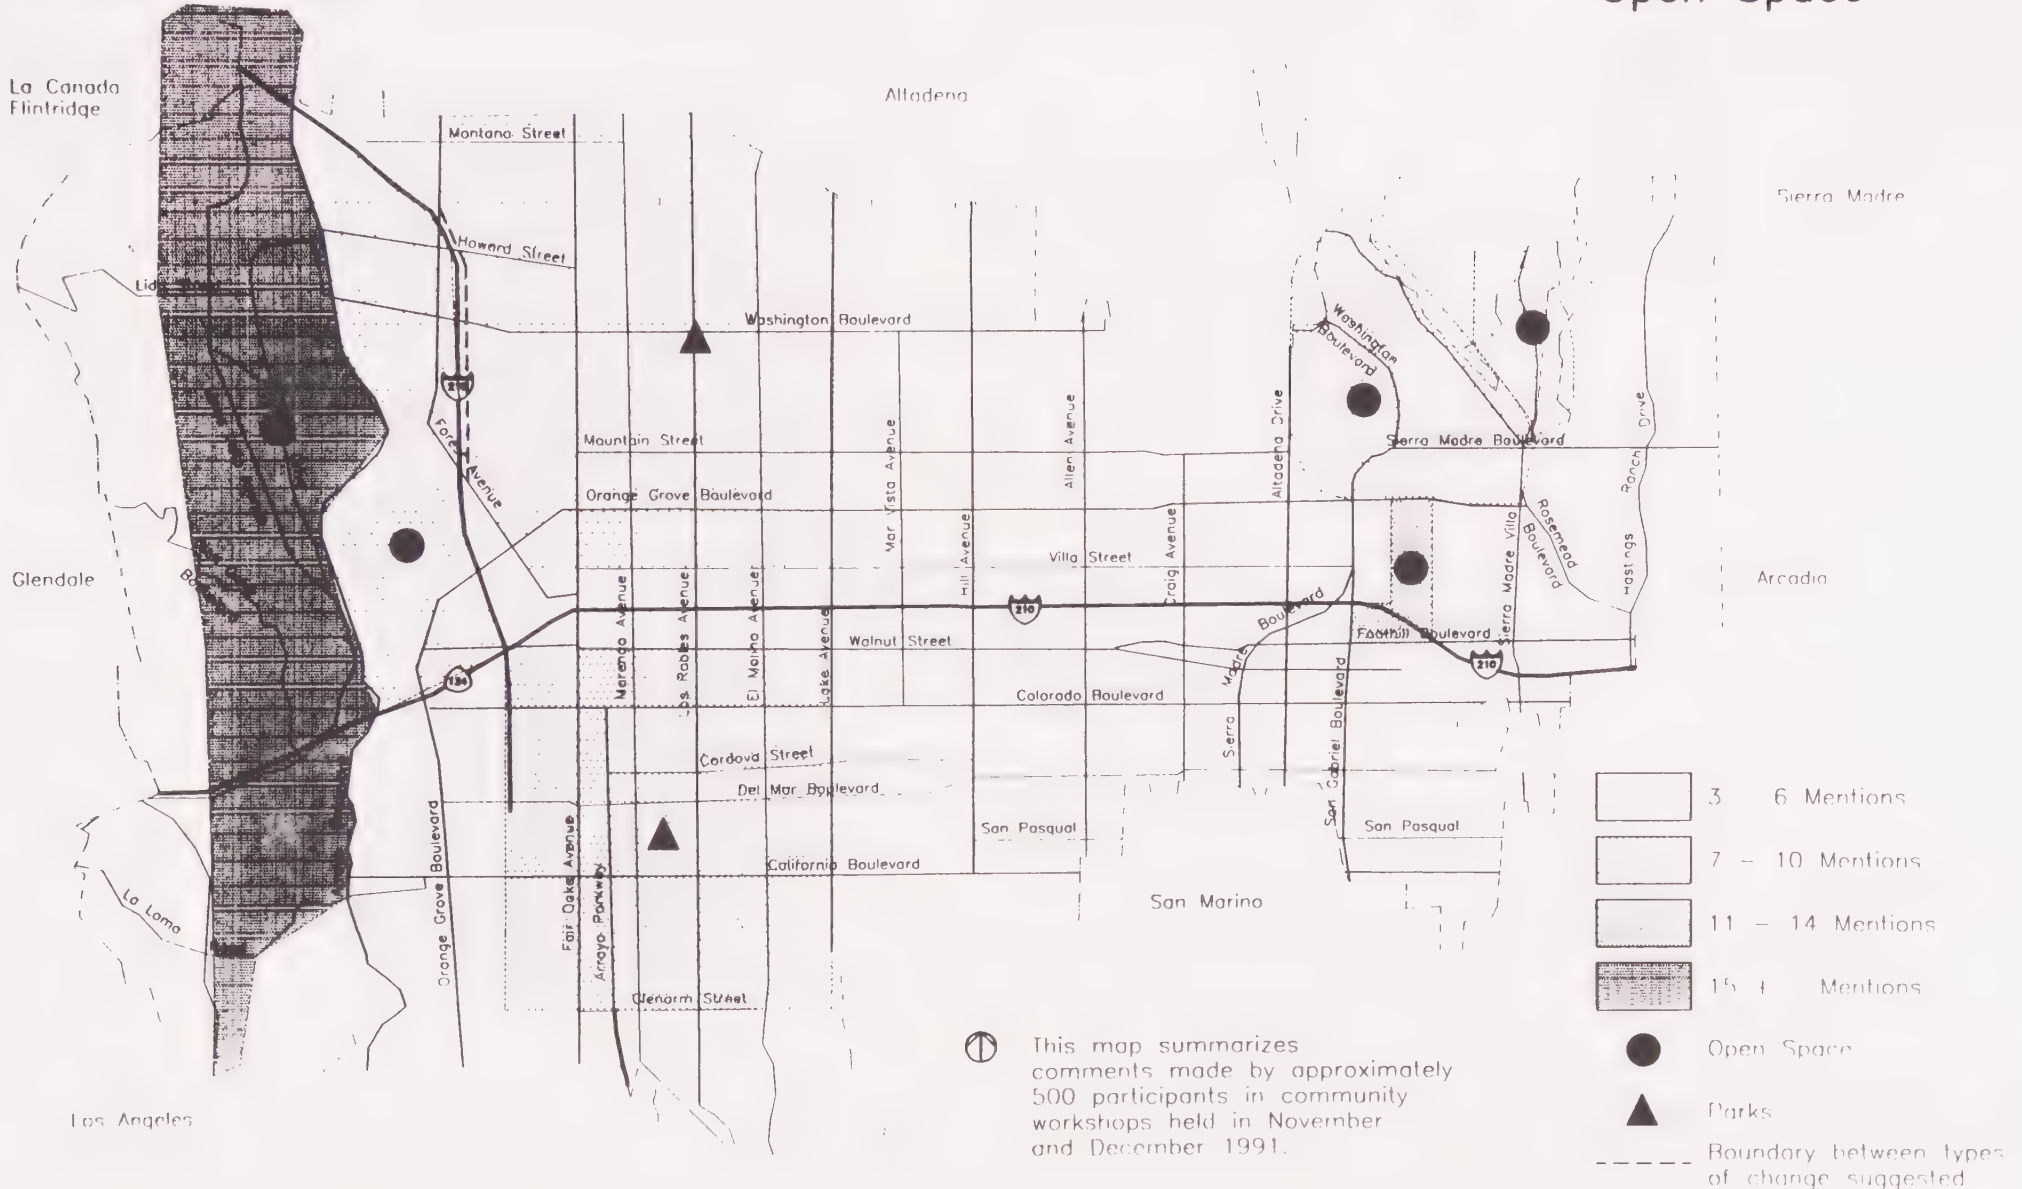 Open Space
La Canada
Flintridge
Altadena
Montana Street
Sierra Madre
Howard Street
Washington Boulevard
Washington
Boulevard
210
Mountain Street
Sierra Madre Boulevard
Orange Grove Boulevard
Mar Vista Avenue
Allen Avenue
Altadena Drive
Ranch Drive
Avenue
Hill Avenue
Craig Avenue
Villa Street
Sierra Madre Villa
Rosemead
Boulevard
Hastings
Glendale
Arcadia
Marengo Avenue
Los Robles Avenue
El Molino Avenue
Lake Avenue
210
Sierra Madre Boulevard
Foothill Boulevard
Walnut Street
210
134
Colorado Boulevard
San Gabriel Boulevard
Cordova Street
Del Mar Boulevard
San Pasqual
San Pasqual
California Boulevard
Orange Grove Boulevard
Fair Oaks Avenue
Arroyo Parkway
La Loma
San Marino
Glenarm Street
Los Angeles
3 6 Mentions
7 - 10 Mentions
11 - 14 Mentions
15 + Mentions
Open Space
Parks
Boundary between types
of change suggested
This map summarizes
comments made by approximately
500 participants in community
workshops held in November
and December 1991.